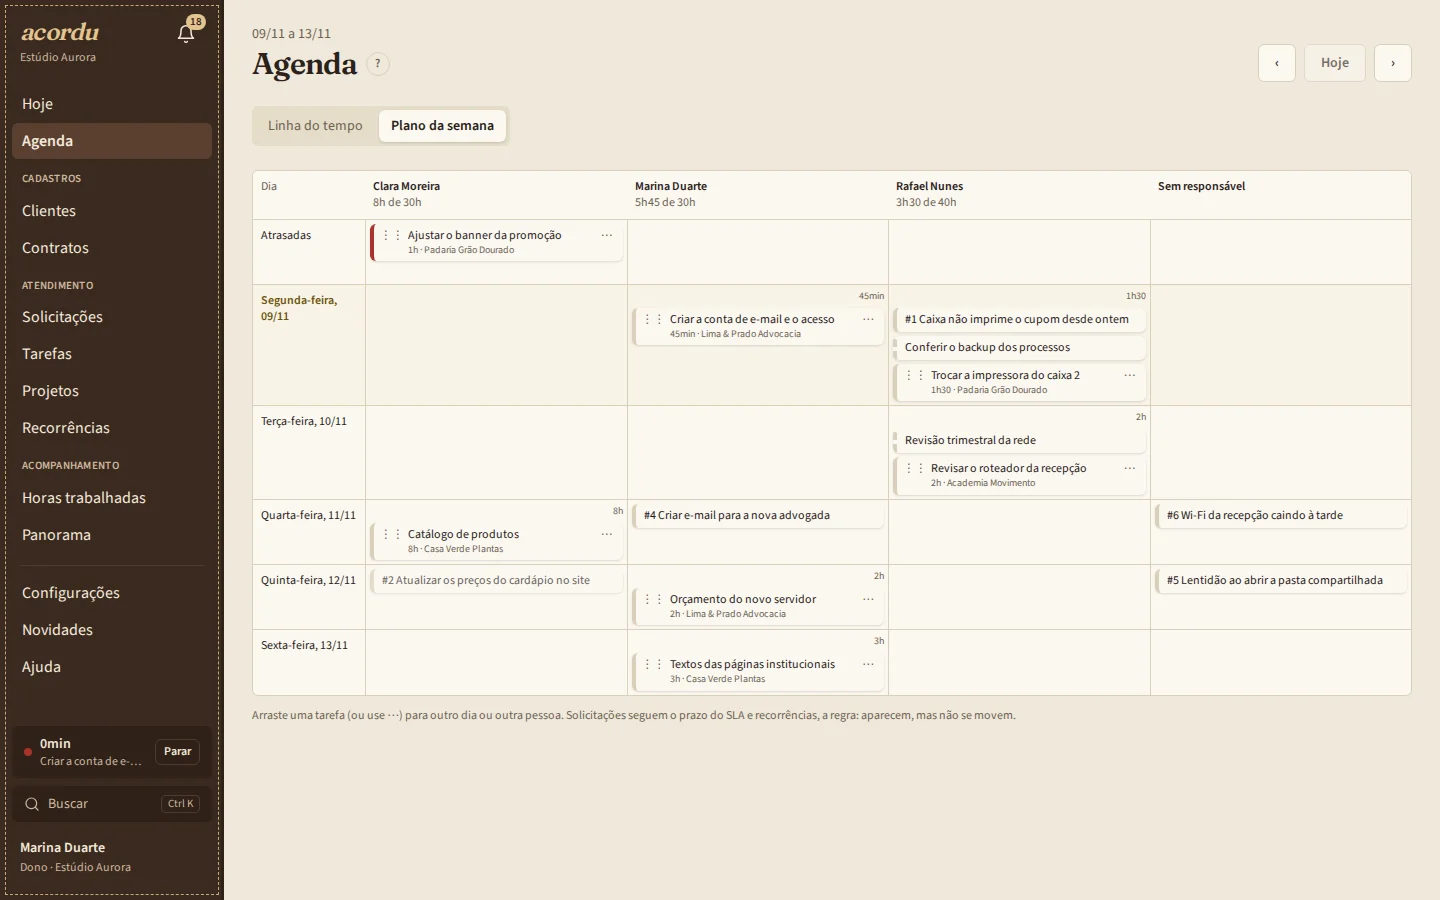 acordu
18
Estúdio Aurora
Hoje
Agenda
CADASTROS
Clientes
Contratos
ATENDIMENTO
Solicitações
Tarefas
Projetos
Recorrências
ACOMPANHAMENTO
Horas trabalhadas
Panorama
Configurações
Novidades
Ajuda
0min
Criar a conta de e-...
Parar
Buscar
Ctrl K
Marina Duarte
Dono · Estúdio Aurora
09/11 a 13/11
Agenda ?
‹ Hoje ›
Linha do tempo Plano da semana
Dia
Clara Moreira
8h de 30h
Marina Duarte
5h45 de 30h
Rafael Nunes
3h30 de 40h
Sem responsável
Atrasadas
Ajustar o banner da promoção ···
1h · Padaria Grão Dourado
Segunda-feira,
09/11
45min
Criar a conta de e-mail e o acesso ···
45min · Lima & Prado Advocacia
1h30
#1 Caixa não imprime o cupom desde ontem
Conferir o backup dos processos
Trocar a impressora do caixa 2 ···
1h30 · Padaria Grão Dourado
Terça-feira, 10/11
2h
Revisão trimestral da rede
Revisar o roteador da recepção ···
2h · Academia Movimento
Quarta-feira, 11/11
8h
Catálogo de produtos ···
8h · Casa Verde Plantas
#4 Criar e-mail para a nova advogada
#6 Wi-Fi da recepção caindo à tarde
Quinta-feira, 12/11
#2 Atualizar os preços do cardápio no site
2h
Orçamento do novo servidor ···
2h · Lima & Prado Advocacia
#5 Lentidão ao abrir a pasta compartilhada
Sexta-feira, 13/11
3h
Textos das páginas institucionais ···
3h · Casa Verde Plantas
Arraste uma tarefa (ou use ···) para outro dia ou outra pessoa. Solicitações seguem o prazo do SLA e recorrências, a regra: aparecem, mas não se movem.